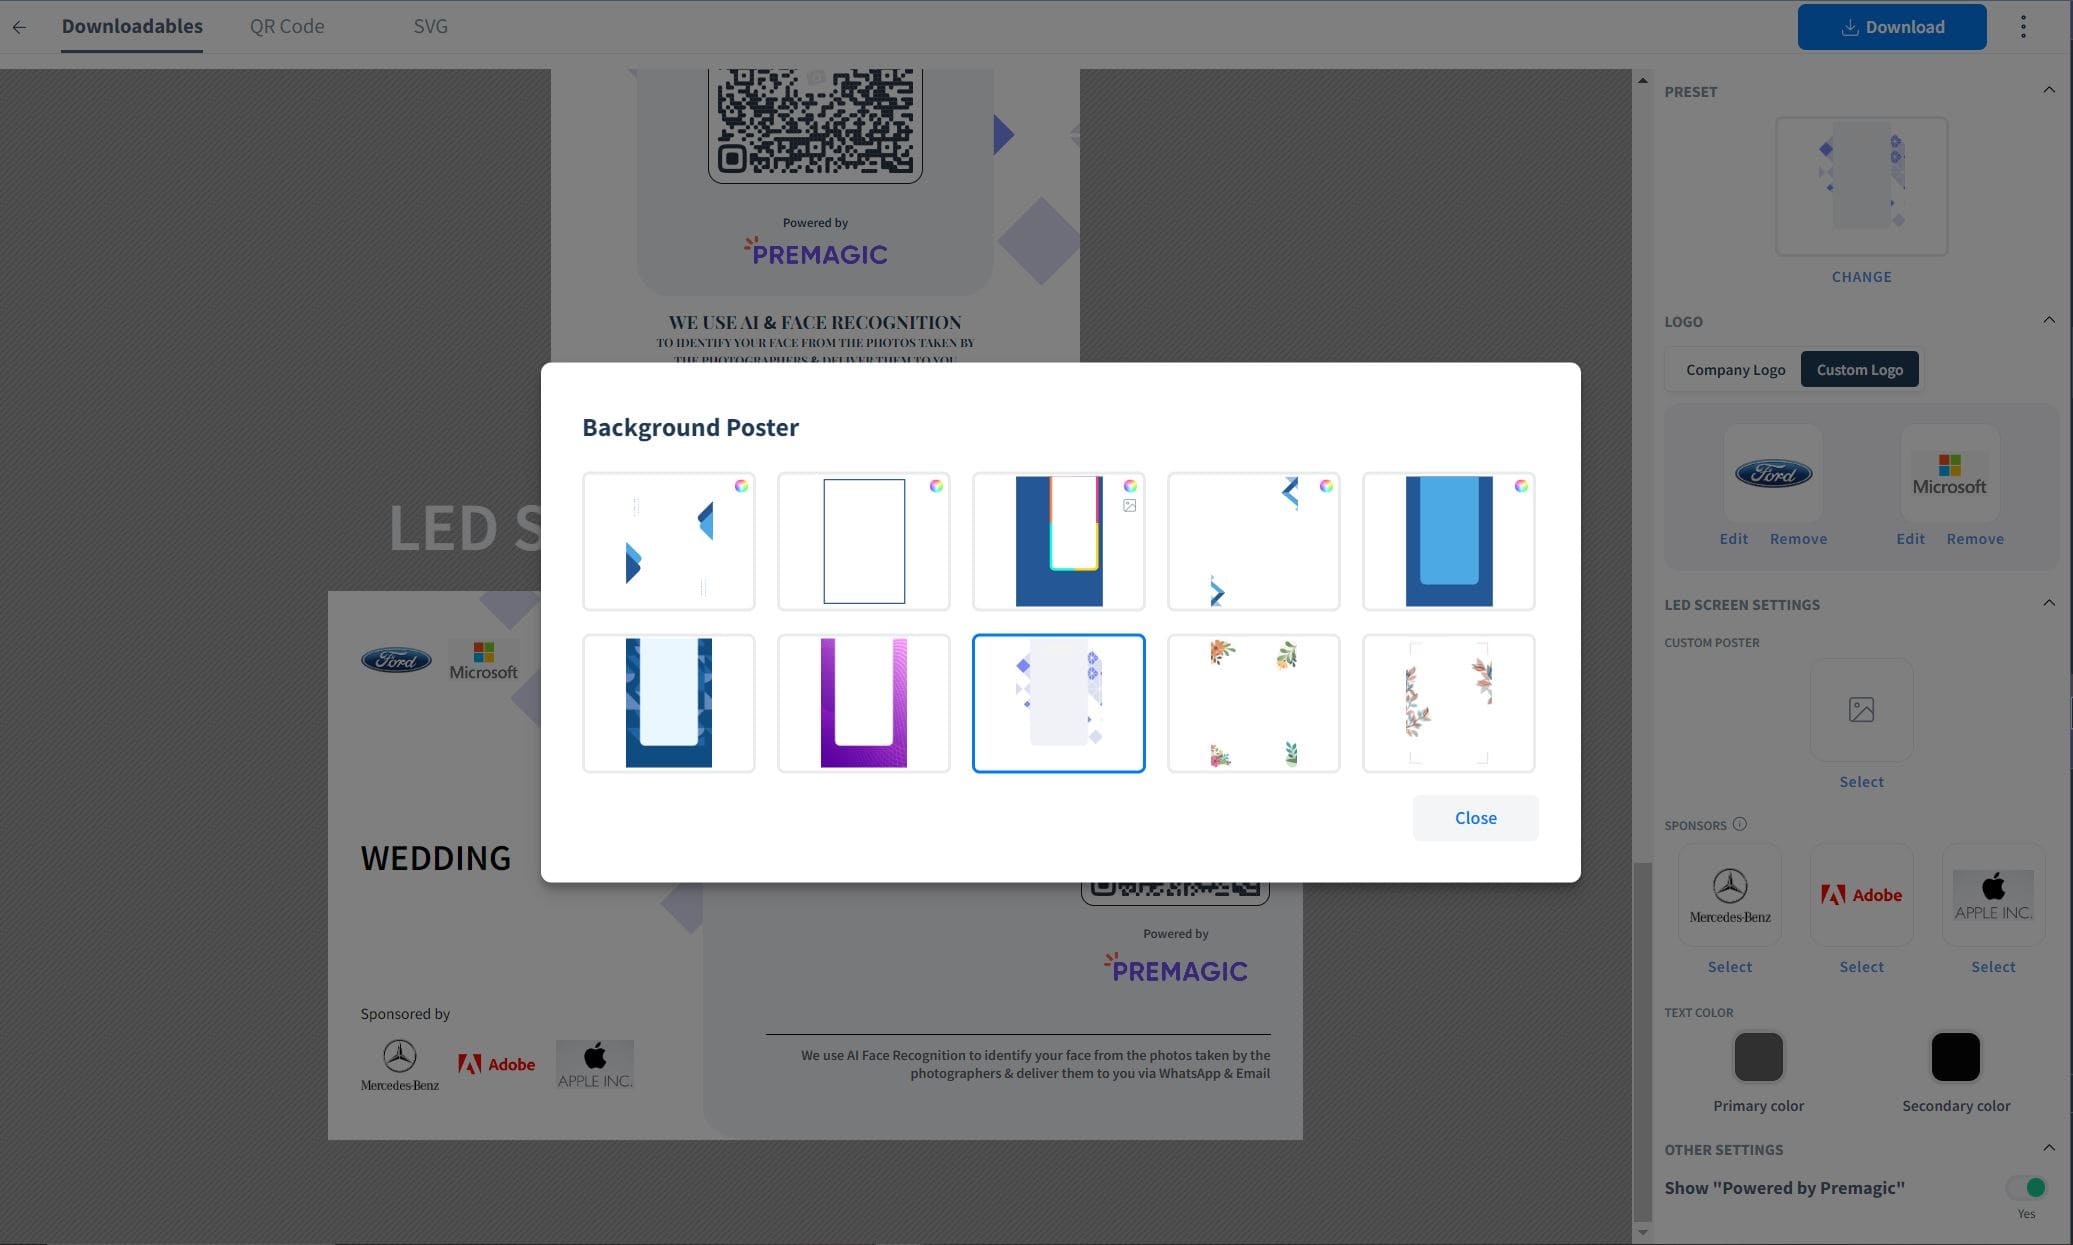 Downloadables
QR Code
SVG
Download
Powered by
PREMAGIC
WE USE AI & FACE RECOGNITION
TO IDENTIFY YOUR FACE FROM THE PHOTOS TAKEN BY
THE PHOTOGRAPHERS & DELIVER THEM TO YOU
LED S
Ford
Microsoft
WEDDING
Sponsored by
Mercedes-Benz
Adobe
APPLE INC.
Powered by
PREMAGIC
We use AI Face Recognition to identify your face from the photos taken by the
photographers & deliver them to you via WhatsApp & Email
Background Poster
Close
PRESET
CHANGE
LOGO
Company Logo
Custom Logo
Ford
Microsoft
Edit Remove
Edit Remove
LED SCREEN SETTINGS
CUSTOM POSTER
Select
SPONSORS
Mercedes-Benz
Adobe
APPLE INC.
Select
Select
Select
TEXT COLOR
Primary color
Secondary color
OTHER SETTINGS
Show "Powered by Premagic"
Yes